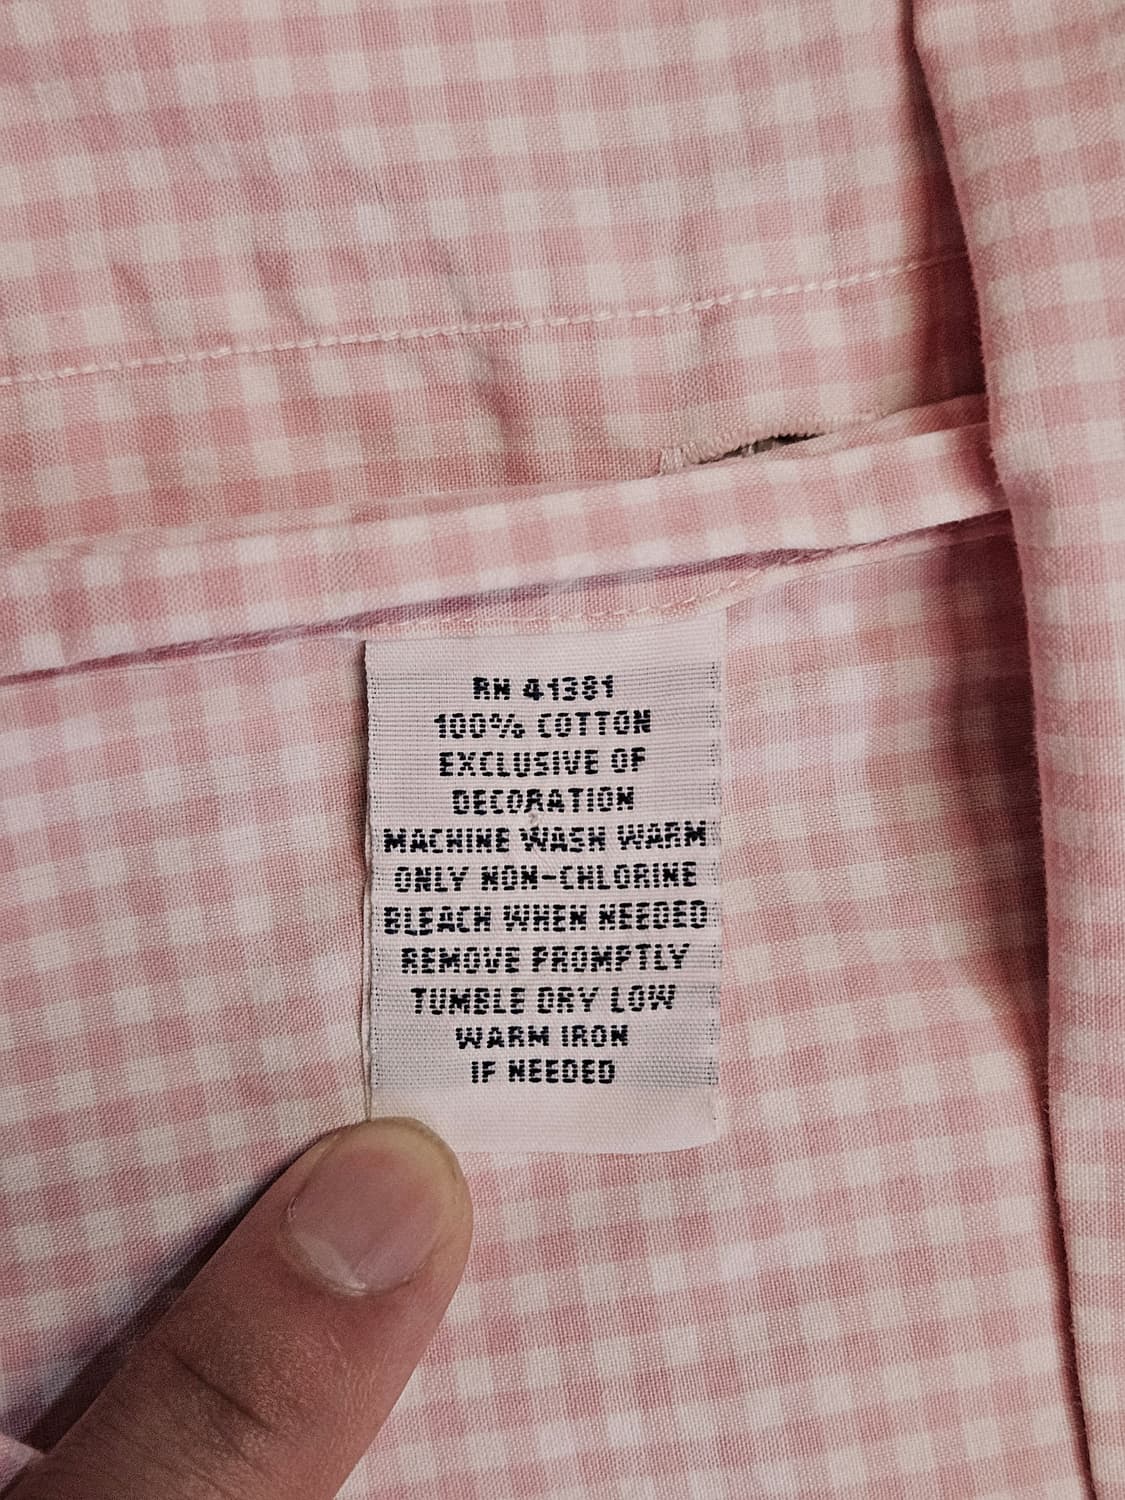 RN 41381
100% COTTON
EXCLUSIVE OF
DECORATION
MACHINE WASH WARM
ONLY NON-CHLORINE
BLEACH WHEN NEEDED
REMOVE PROMPTLY
TUMBLE DRY LOW
WARM IRON
IF NEEDED